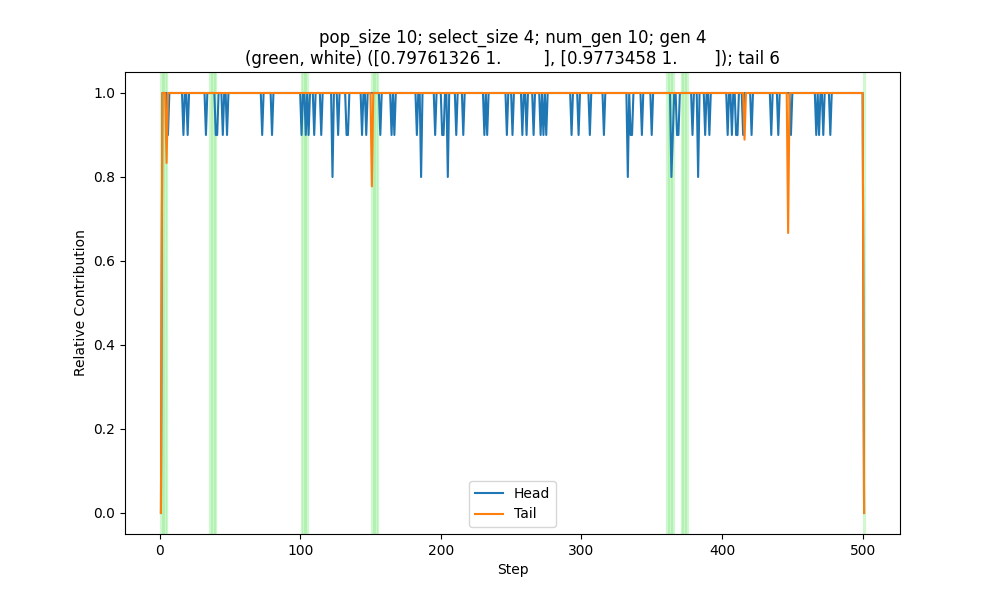 pop_size 10; select_size 4; num_gen 10; gen 4
(green, white) ([0.79761326 1.        ], [0.9773458 1.       ]); tail 6
Relative Contribution
1.0
0.8
0.6
0.4
0.2
0.0
Head
Tail
0 100 200 300 400 500
Step